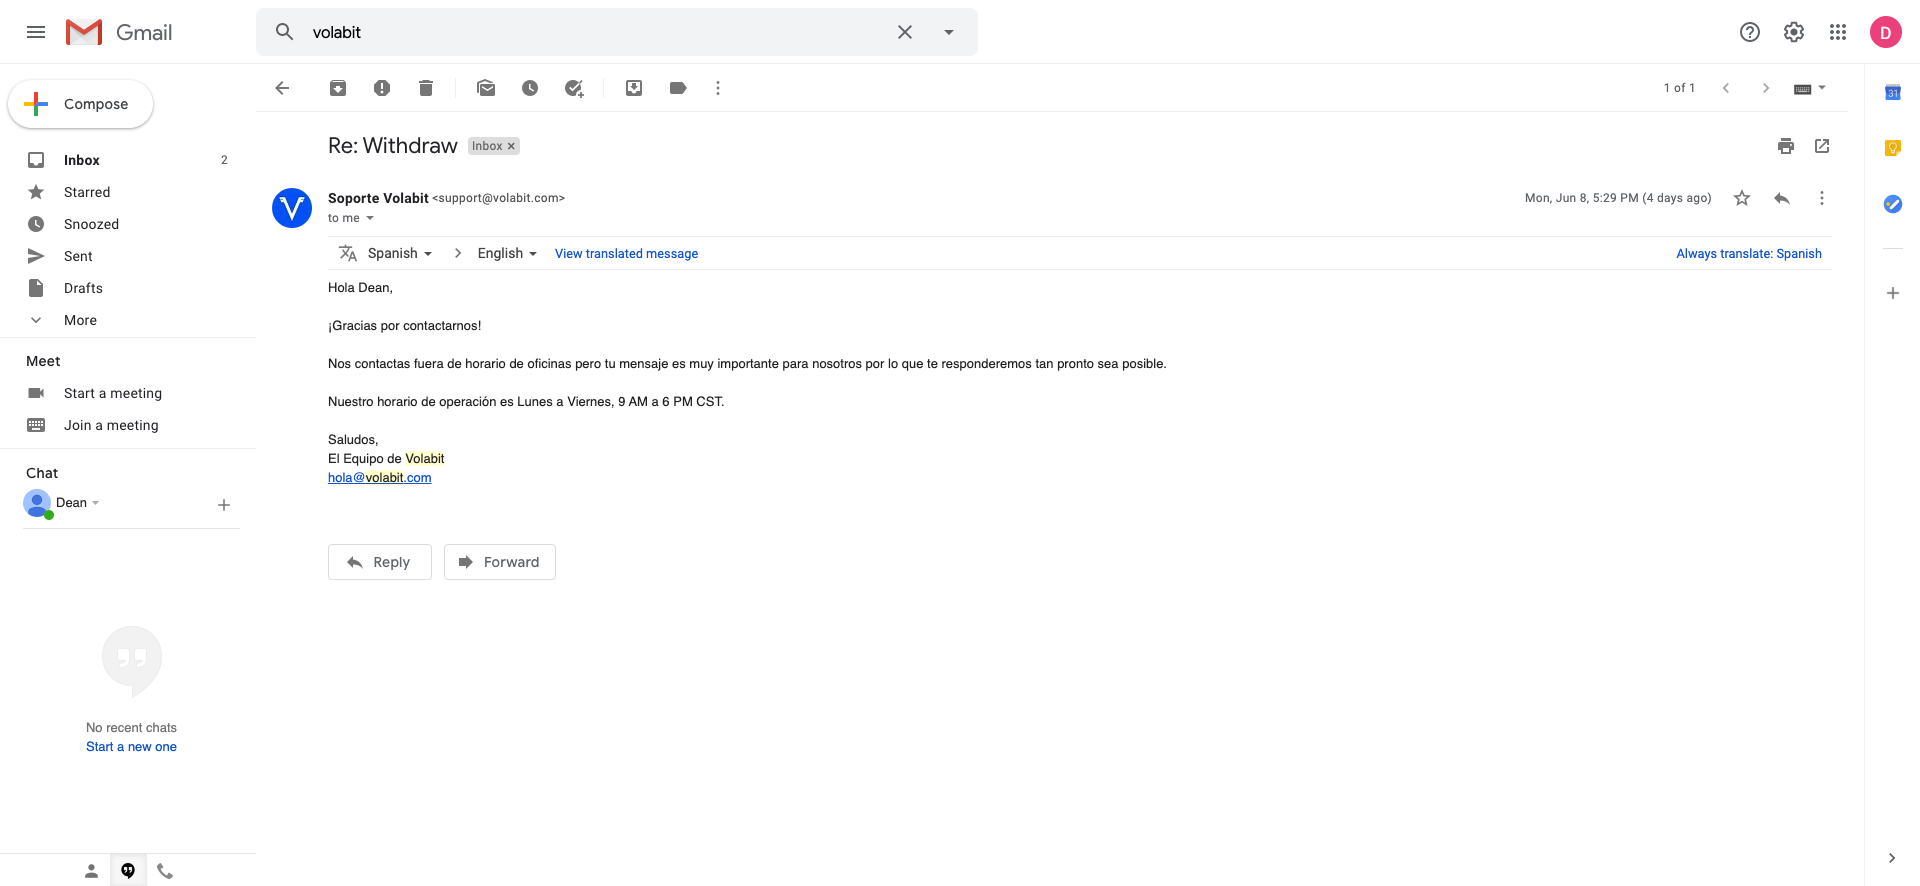 Gmail
volabit
D
Compose
Inbox 2
Starred
Snoozed
Sent
Drafts
More
Meet
Start a meeting
Join a meeting
Chat
Dean
No recent chats
Start a new one
1 of 1
Re: Withdraw Inbox ×
Soporte Volabit <support@volabit.com>
to me
Mon, Jun 8, 5:29 PM (4 days ago)
Spanish > English View translated message
Always translate: Spanish
Hola Dean,
¡Gracias por contactarnos!
Nos contactas fuera de horario de oficinas pero tu mensaje es muy importante para nosotros por lo que te responderemos tan pronto sea posible.
Nuestro horario de operación es Lunes a Viernes, 9 AM a 6 PM CST.
Saludos,
El Equipo de Volabit
hola@volabit.com
Reply
Forward
31